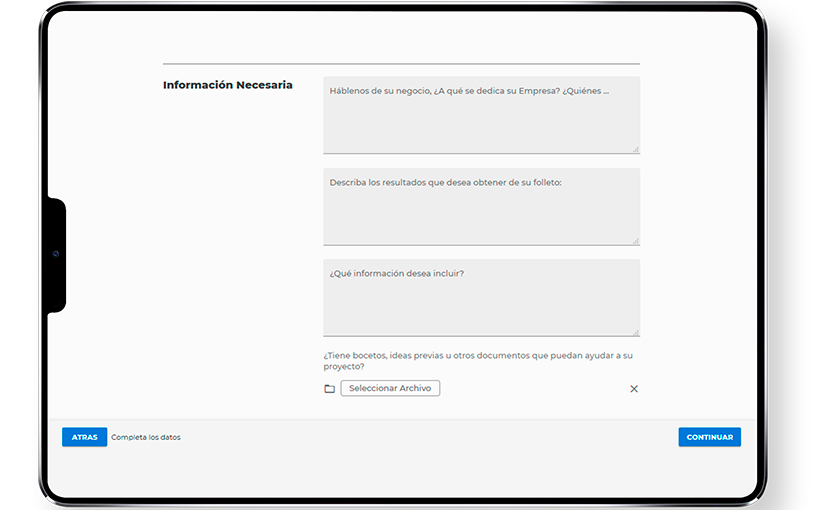 Información Necesaria
Háblenos de su negocio, ¿A qué se dedica su Empresa? ¿Quiénes ...
Describa los resultados que desea obtener de su folleto:
¿Qué información desea incluir?
¿Tiene bocetos, ideas previas u otros documentos que puedan ayudar a su
proyecto?
Seleccionar Archivo
ATRAS
Completa los datos
CONTINUAR